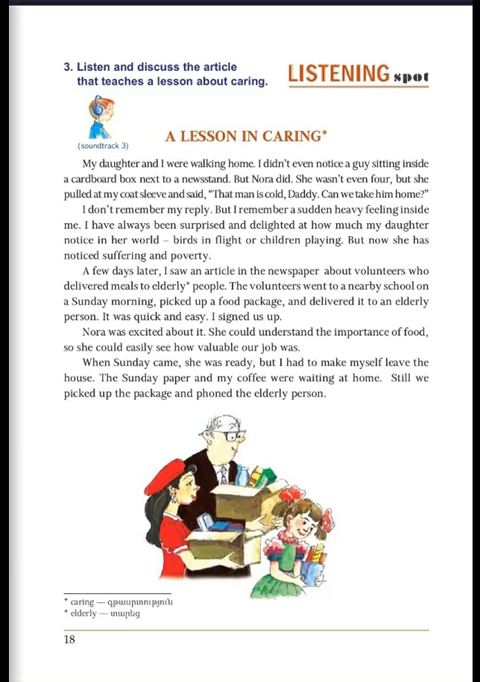 3. Listen and discuss the article
that teaches a lesson about caring.
LISTENING spot
(soundtrack 3)
A LESSON IN CARING*
My daughter and I were walking home. I didn't even notice a guy sitting inside
a cardboard box next to a newsstand. But Nora did. She wasn't even four, but she
pulled at my coat sleeve and said, "That man is cold, Daddy. Can we take him home?"
I don't remember my reply. But I remember a sudden heavy feeling inside
me. I have always been surprised and delighted at how much my daughter
notice in her world – birds in flight or children playing. But now she has
noticed suffering and poverty.
A few days later, I saw an article in the newspaper about volunteers who
delivered meals to elderly* people. The volunteers went to a nearby school on
a Sunday morning, picked up a food package, and delivered it to an elderly
person. It was quick and easy. I signed us up.
Nora was excited about it. She could understand the importance of food,
so she could easily see how valuable our job was.
When Sunday came, she was ready, but I had to make myself leave the
house. The Sunday paper and my coffee were waiting at home. Still we
picked up the package and phoned the elderly person.
* caring — գթասրտություն
* elderly — տարեց
18